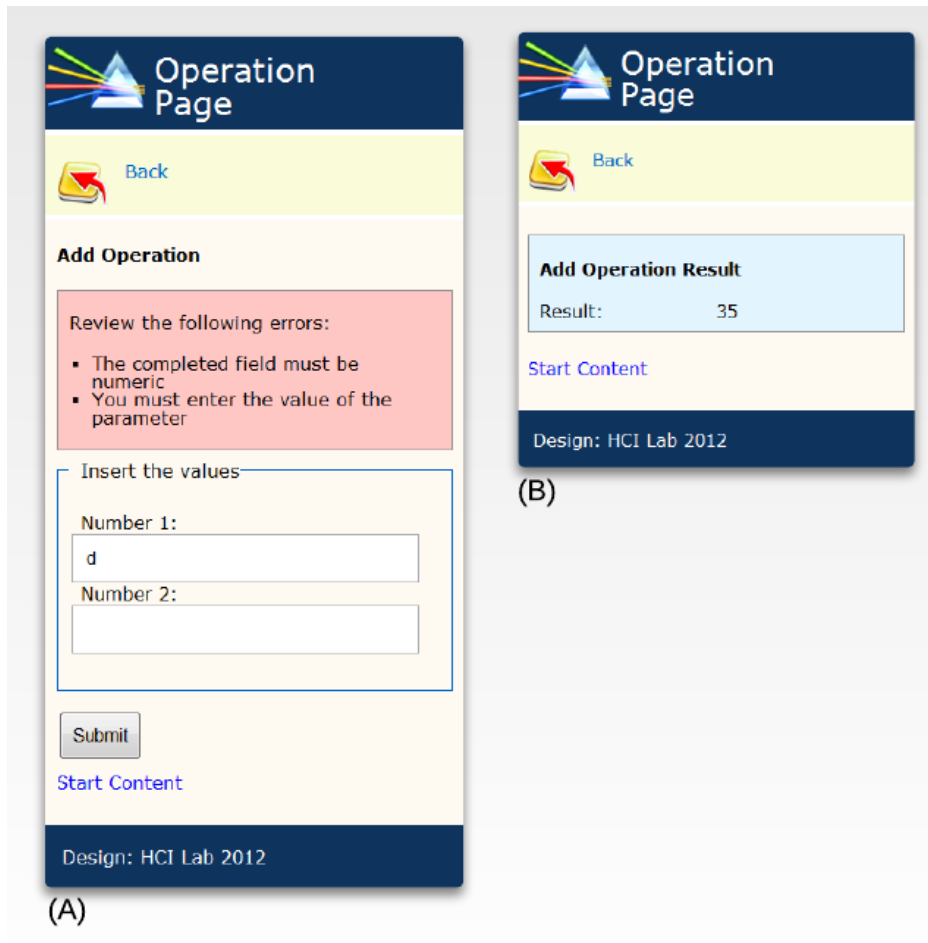 Operation
Page
Back
Add Operation
Review the following errors:
▪ The completed field must be
numeric
▪ You must enter the value of the
parameter
Insert the values
Number 1:
d
Number 2:
Submit
Start Content
Design: HCI Lab 2012
(A)
Operation
Page
Back
Add Operation Result
Result: 35
Start Content
Design: HCI Lab 2012
(B)